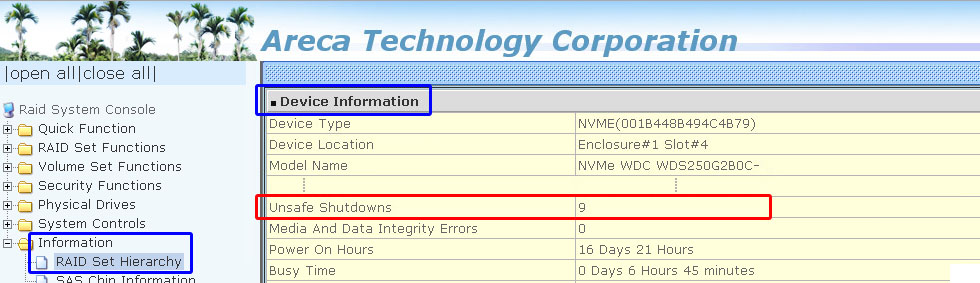 Areca Technology Corporation
|open all|close all|
Raid System Console
Quick Function
RAID Set Functions
Volume Set Functions
Security Functions
Physical Drives
System Controls
Information
RAID Set Hierarchy
SAS Chip Information
Device Information
Device Type NVME(001B448B494C4B79)
Device Location Enclosure#1 Slot#4
Model Name NVMe WDC WDS250G2B0C-
Unsafe Shutdowns 9
Media And Data Integrity Errors 0
Power On Hours 16 Days 21 Hours
Busy Time 0 Days 6 Hours 45 minutes